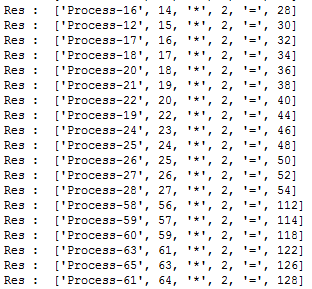 Res :  ['Process-16', 14, '*', 2, '=', 28]
Res :  ['Process-12', 15, '*', 2, '=', 30]
Res :  ['Process-17', 16, '*', 2, '=', 32]
Res :  ['Process-18', 17, '*', 2, '=', 34]
Res :  ['Process-20', 18, '*', 2, '=', 36]
Res :  ['Process-21', 19, '*', 2, '=', 38]
Res :  ['Process-22', 20, '*', 2, '=', 40]
Res :  ['Process-19', 22, '*', 2, '=', 44]
Res :  ['Process-24', 23, '*', 2, '=', 46]
Res :  ['Process-25', 24, '*', 2, '=', 48]
Res :  ['Process-26', 25, '*', 2, '=', 50]
Res :  ['Process-27', 26, '*', 2, '=', 52]
Res :  ['Process-28', 27, '*', 2, '=', 54]
Res :  ['Process-58', 56, '*', 2, '=', 112]
Res :  ['Process-59', 57, '*', 2, '=', 114]
Res :  ['Process-60', 59, '*', 2, '=', 118]
Res :  ['Process-63', 61, '*', 2, '=', 122]
Res :  ['Process-65', 63, '*', 2, '=', 126]
Res :  ['Process-61', 64, '*', 2, '=', 128]